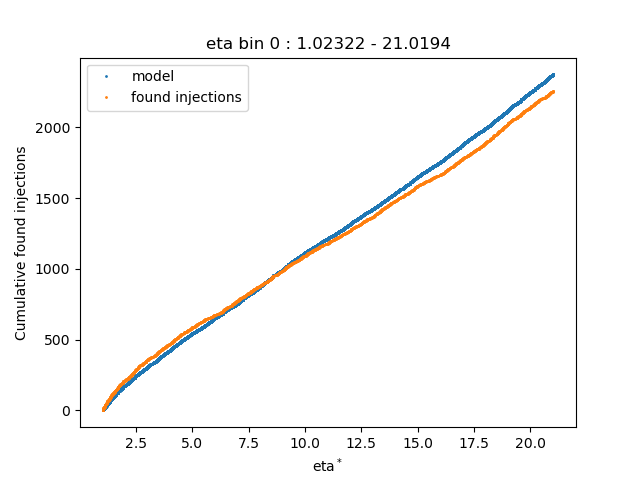 eta bin 0 : 1.02322 - 21.0194
model
found injections
Cumulative found injections
2000
1500
1000
500
0
2.5 5.0 7.5 10.0 12.5 15.0 17.5 20.0
eta*